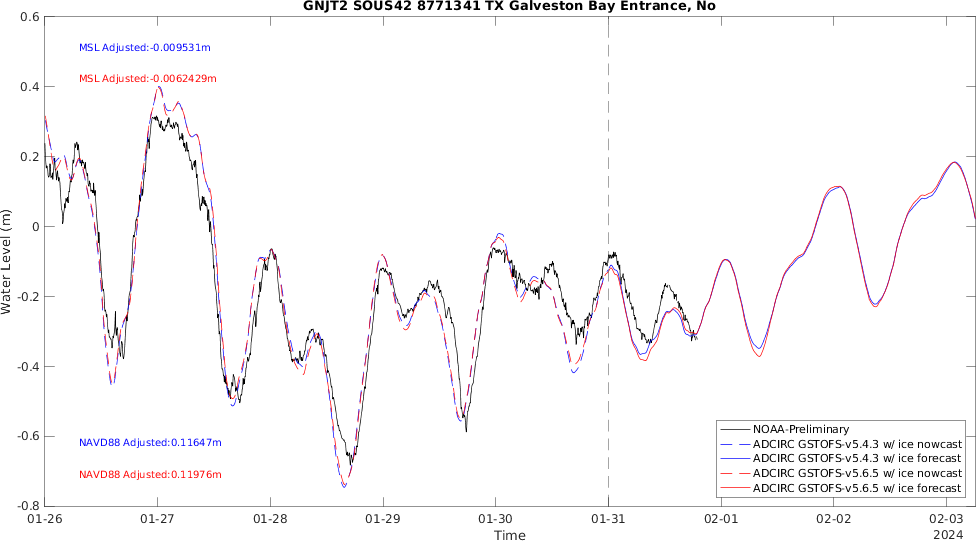 GNJT2 SOUS42 8771341 TX Galveston Bay Entrance, No
0.6
0.4
0.2
0
-0.2
-0.4
-0.6
-0.8
Water Level (m)
MSL Adjusted:-0.009531m
MSL Adjusted:-0.0062429m
NAVD88 Adjusted:0.11647m
NAVD88 Adjusted:0.11976m
NOAA-Preliminary
ADCIRC GSTOFS-v5.4.3 w/ ice nowcast
ADCIRC GSTOFS-v5.4.3 w/ ice forecast
ADCIRC GSTOFS-v5.6.5 w/ ice nowcast
ADCIRC GSTOFS-v5.6.5 w/ ice forecast
01-26 01-27 01-28 01-29 01-30 01-31 02-01 02-02 02-03
Time
2024